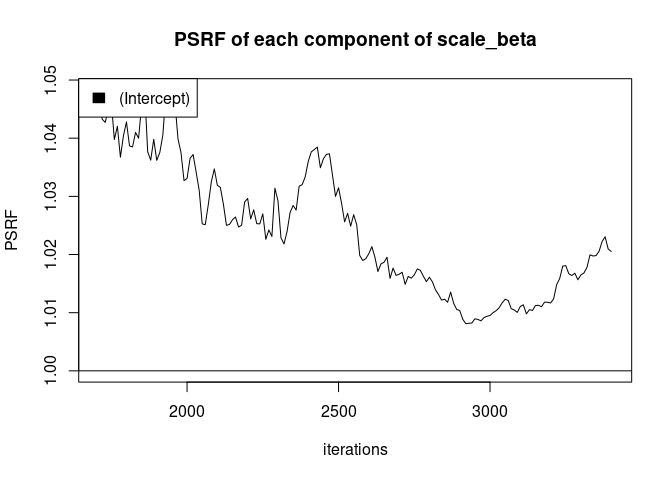 PSRF of each component of scale_beta
(Intercept)
PSRF
1.05
1.04
1.03
1.02
1.01
1.00
2000 2500 3000
iterations